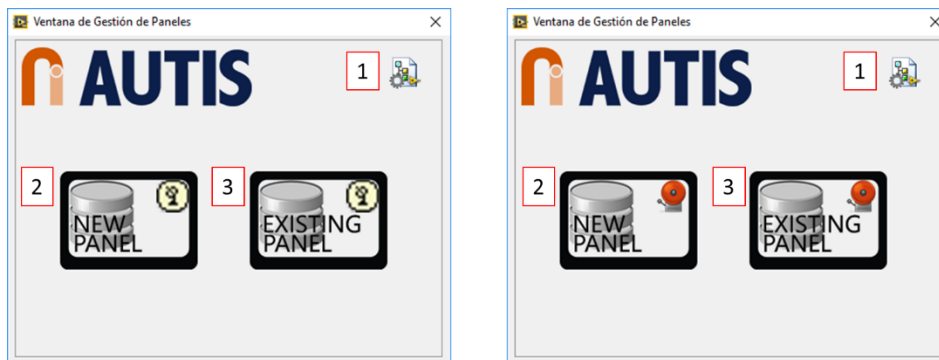 Ventana de Gestión de Paneles
AUTIS
1
2
NEW
PANEL
3
EXISTING
PANEL
Ventana de Gestión de Paneles
AUTIS
1
2
NEW
PANEL
3
EXISTING
PANEL